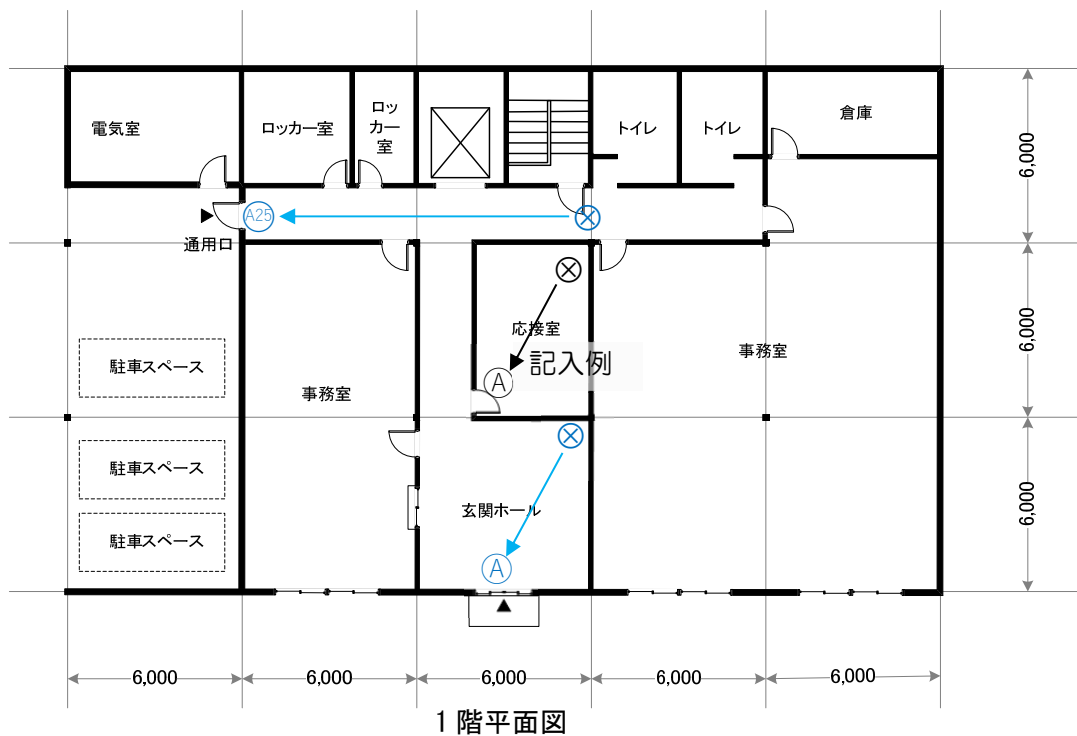 電気室
ロッカー室
ロッ
カー
室
トイレ
トイレ
倉庫
6,000
A25
通用口
応接室
記入例
A
6,000
事務室
駐車スペース
事務室
駐車スペース
玄関ホール
6,000
駐車スペース
A
6,000
6,000
6,000
6,000
6,000
1階平面図